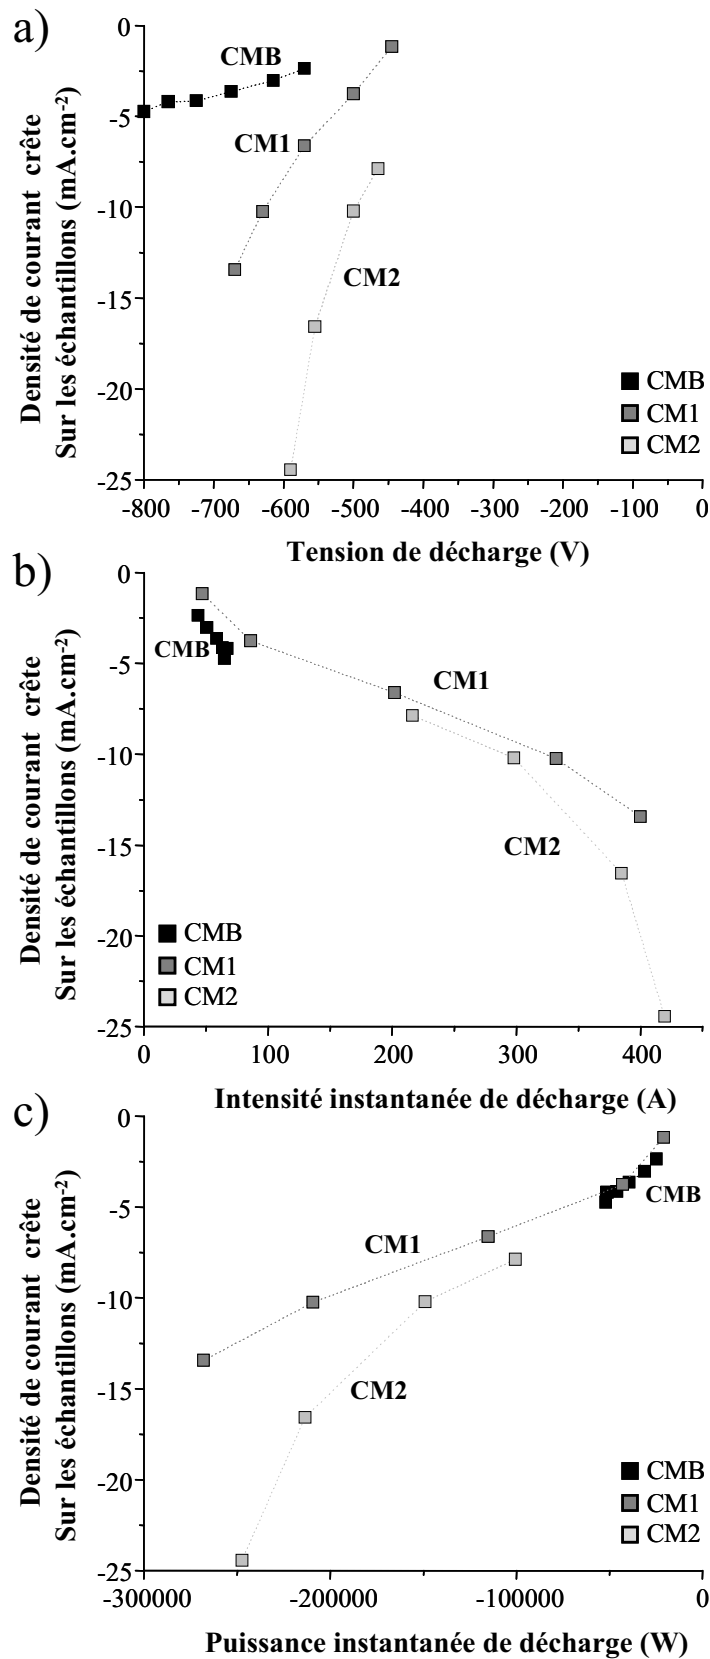 a)
0
-5
-10
-15
-20
-25
Densité de courant crête
Sur les échantillons (mA.cm-2)
CMB
CM1
CM2
CMB
CM1
CM2
-800 -700 -600 -500 -400 -300 -200 -100 0
Tension de décharge (V)
b)
0
-5
-10
-15
-20
-25
Densité de courant crête
Sur les échantillons (mA.cm-2)
CMB
CM1
CM2
CMB
CM1
CM2
0 100 200 300 400
Intensité instantanée de décharge (A)
c)
0
-5
-10
-15
-20
-25
Densité de courant crête
Sur les échantillons (mA.cm-2)
CMB
CM1
CM2
CMB
CM1
CM2
-300000 -200000 -100000 0
Puissance instantanée de décharge (W)